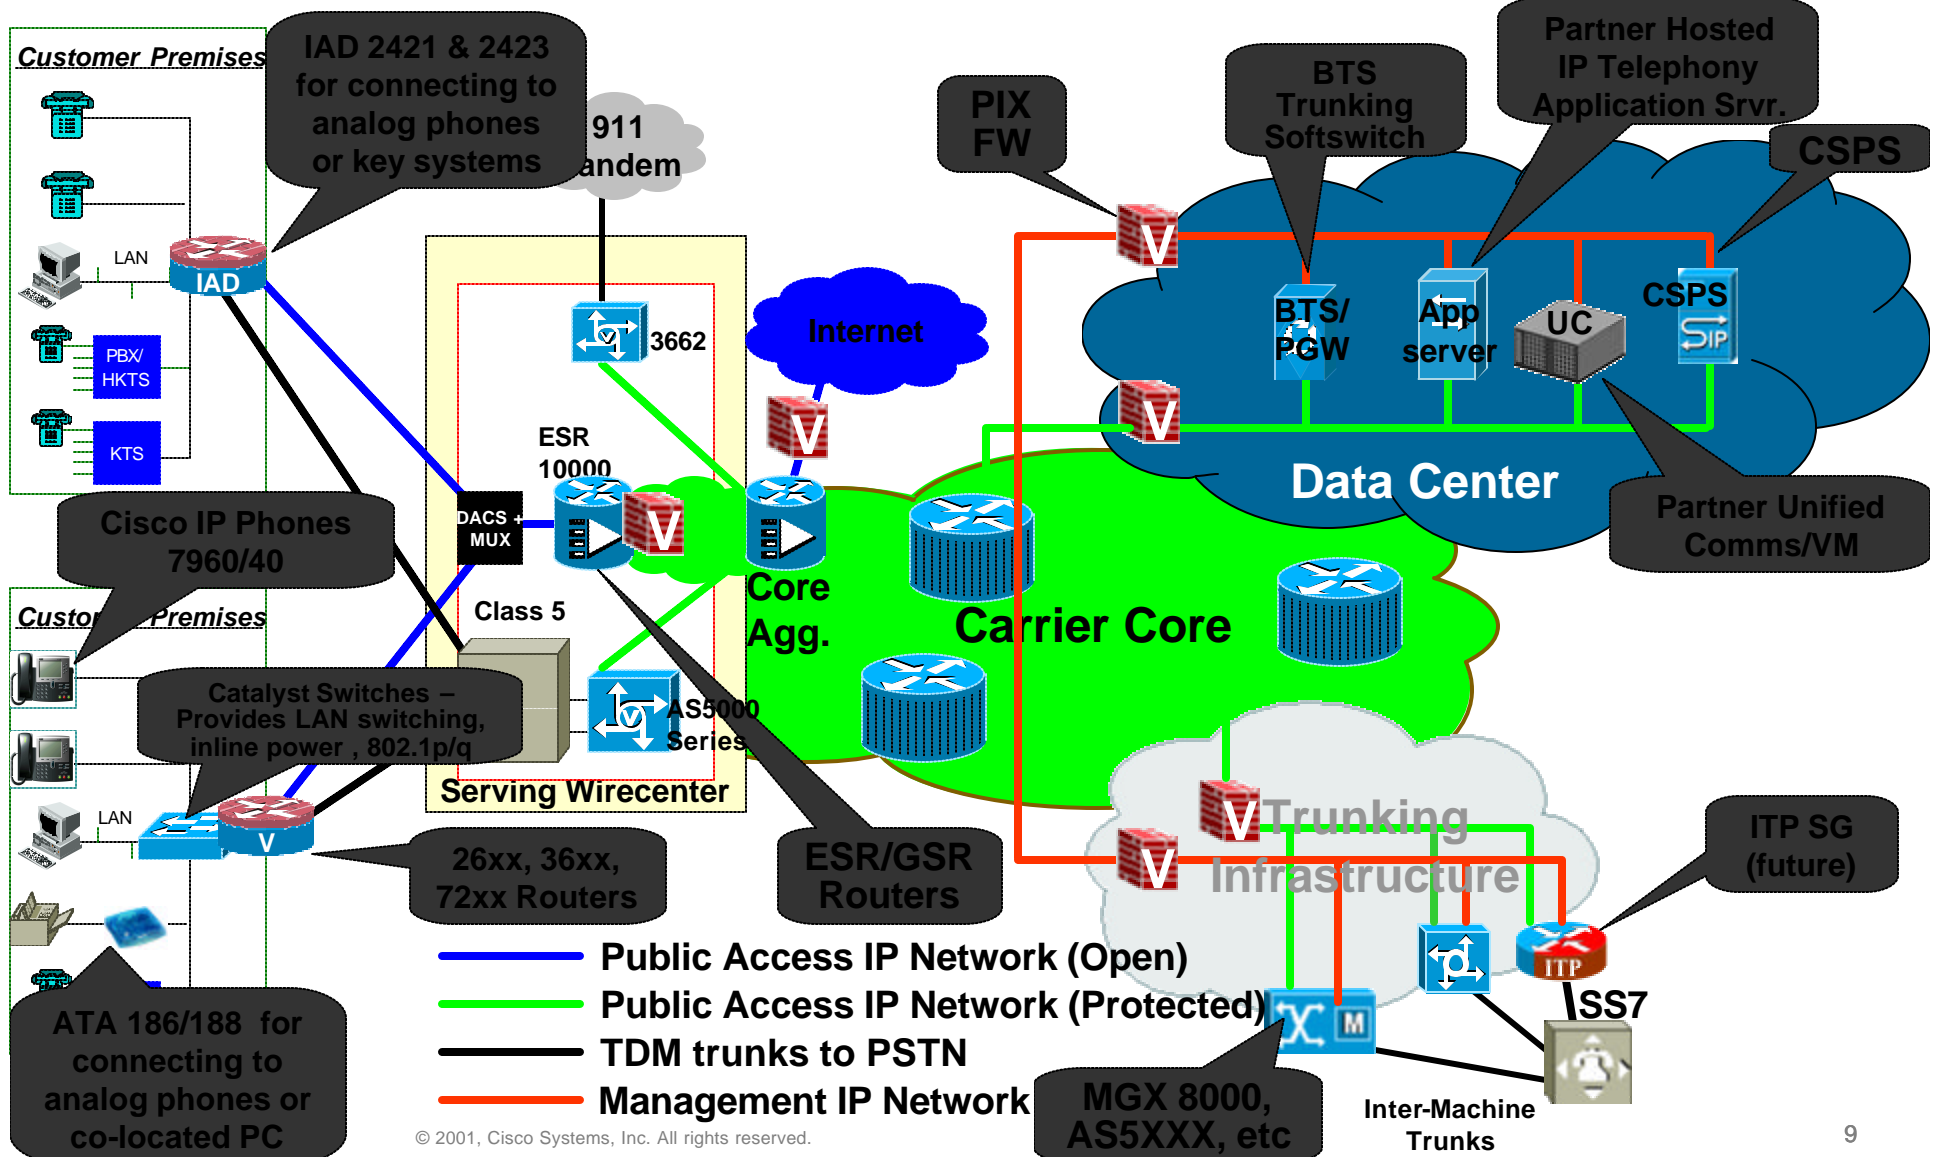 Customer Premises
IAD 2421 & 2423
for connecting to
analog phones
or key systems
911
andem
PIX
FW
BTS
Trunking
Softswitch
Partner Hosted
IP Telephony
Application Srvr.
CSPS
LAN
IAD
PBX/
HKTS
KTS
3662
Internet
V
V
V
V
BTS/
PGW
App
server
UC
CSPS
SIP
ESR
10000
DACS +
MUX
V
V
Data Center
Partner Unified
Comms/VM
Cisco IP Phones
7960/40
Core
Agg.
Carrier Core
Class 5
Customer Premises
Catalyst Switches –
Provides LAN switching,
inline power , 802.1p/q
V
AS5000
Series
Serving Wirecenter
LAN
V
26xx, 36xx,
72xx Routers
ESR/GSR
Routers
V
V
Trunking
Infrastructure
ITP SG
(future)
ITP
SS7
Public Access IP Network (Open)
Public Access IP Network (Protected)
TDM trunks to PSTN
Management IP Network
M
ATA 186/188 for
connecting to
analog phones or
co-located PC
MGX 8000,
AS5XXX, etc
Inter-Machine
Trunks
© 2001, Cisco Systems, Inc. All rights reserved.
9